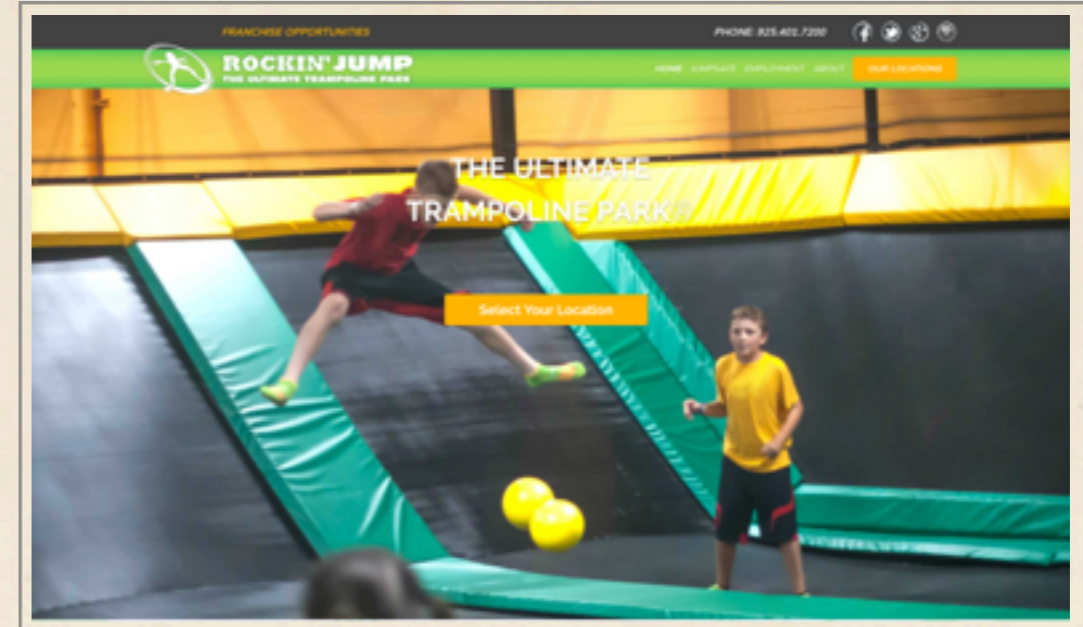 FRANCHISE OPPORTUNITIES
PHONE: 925.401.7200
ROCKIN' JUMP
THE ULTIMATE TRAMPOLINE PARK
HOME JUMPSAFE EMPLOYMENT ABOUT OUR LOCATIONS
THE ULTIMATE
TRAMPOLINE PARK
Select Your Location